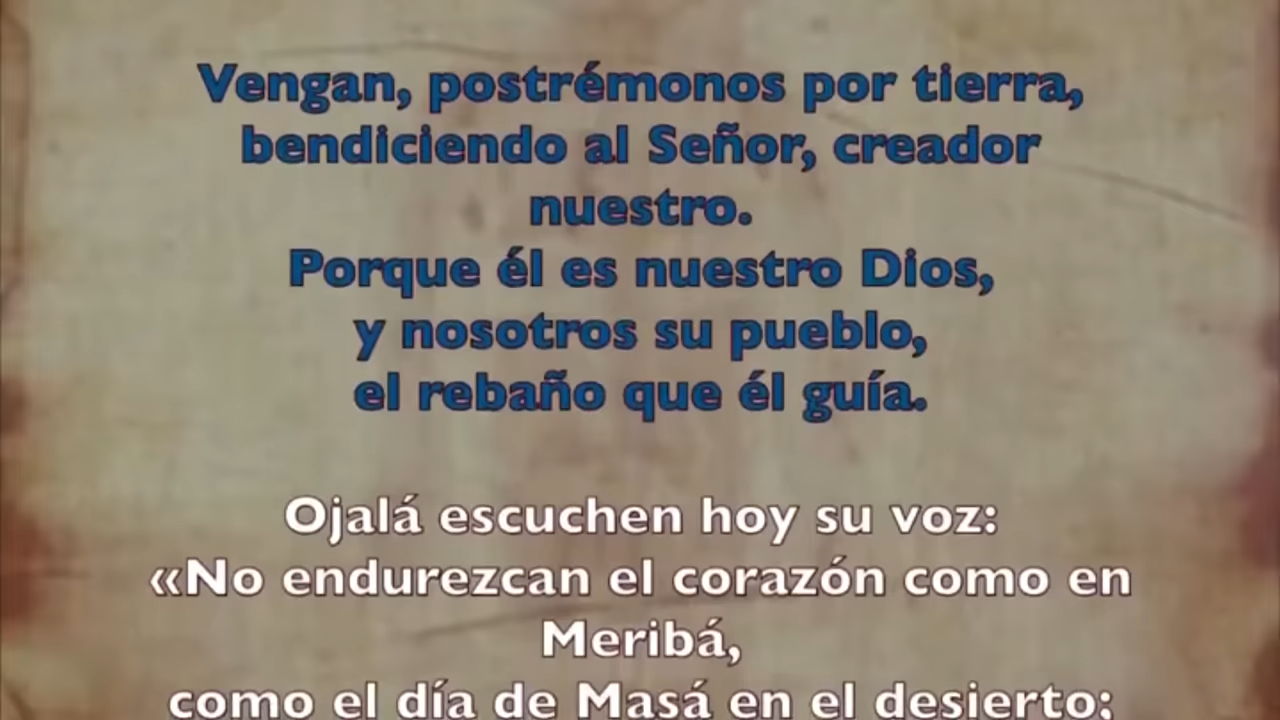 Vengan, postrémonos por tierra,
bendiciendo al Señor, creador
nuestro.
Porque él es nuestro Dios,
y nosotros su pueblo,
el rebaño que él guía.
Ojalá escuchen hoy su voz:
«No endurezcan el corazón como en
Meribá,
como el día de Masá en el desierto;